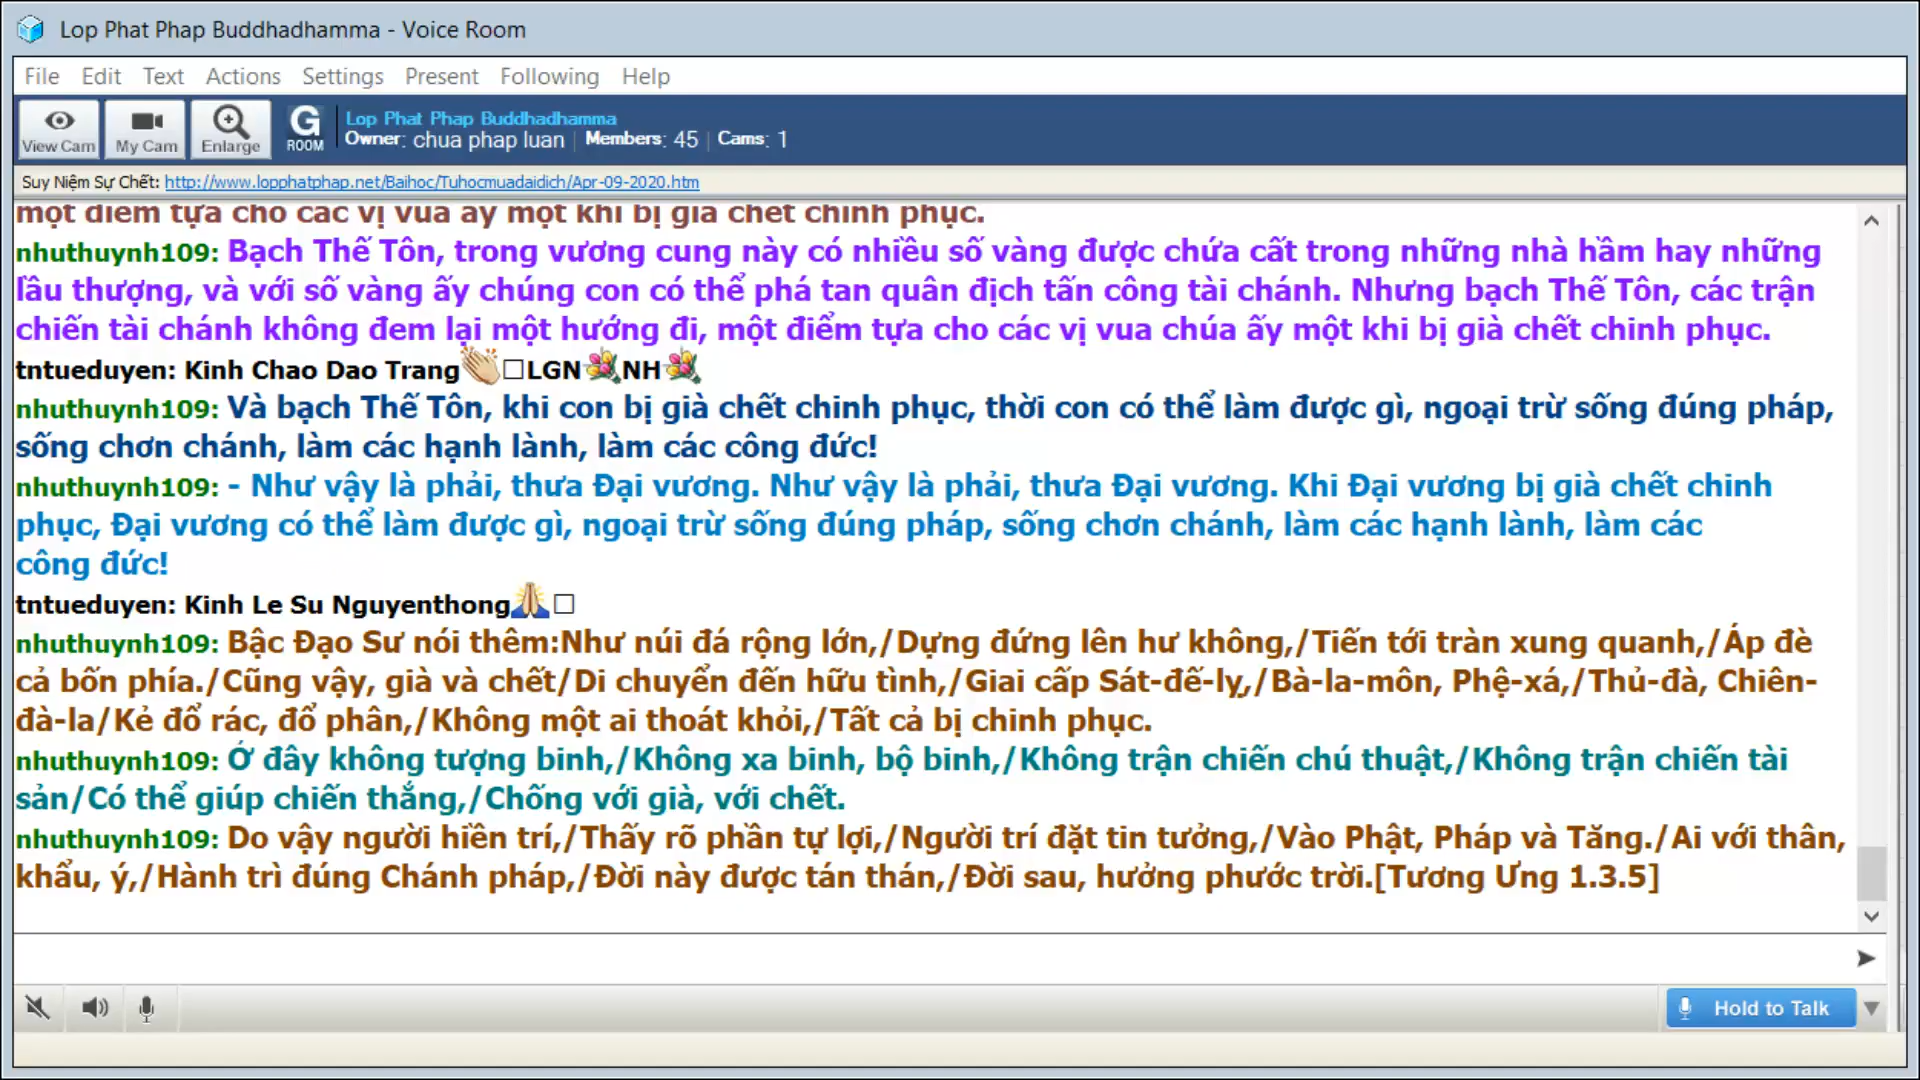 Lop Phat Phap Buddhadhamma - Voice Room
File Edit Text Actions Settings Present Following Help
View Cam My Cam Enlarge G ROOM Lop Phat Phap Buddhadhamma
Owner: chua phap luan | Members: 45 | Cams: 1
Suy Niệm Sự Chết: http://www.lopphatphap.net/Baihoc/Tuhocmuadaidich/Apr-09-2020.htm
một điểm tựa cho các vị vua ấy một khi bị già chết chinh phục.
nhuthuynh109: Bạch Thế Tôn, trong vương cung này có nhiều số vàng được chứa cất trong những nhà hầm hay những
lầu thượng, và với số vàng ấy chúng con có thể phá tan quân địch tấn công tài chánh. Nhưng bạch Thế Tôn, các trận
chiến tài chánh không đem lại một hướng đi, một điểm tựa cho các vị vua chúa ấy một khi bị già chết chinh phục.
tntueduyen: Kinh Chao Dao Trang👏□LGN💐NH💐
nhuthuynh109: Và bạch Thế Tôn, khi con bị già chết chinh phục, thời con có thể làm được gì, ngoại trừ sống đúng pháp,
sống chơn chánh, làm các hạnh lành, làm các công đức!
nhuthuynh109: - Như vậy là phải, thưa Đại vương. Như vậy là phải, thưa Đại vương. Khi Đại vương bị già chết chinh
phục, Đại vương có thể làm được gì, ngoại trừ sống đúng pháp, sống chơn chánh, làm các hạnh lành, làm các
công đức!
tntueduyen: Kinh Le Su Nguyenthong🙏□
nhuthuynh109: Bậc Đạo Sư nói thêm:Như núi đá rộng lớn,/Dựng đứng lên hư không,/Tiến tới tràn xung quanh,/Áp đè
cả bốn phía./Cũng vậy, già và chết/Di chuyển đến hữu tình,/Giai cấp Sát-đế-lỵ,/Bà-la-môn, Phệ-xá,/Thủ-đà, Chiên-
đà-la/Kẻ đổ rác, đổ phân,/Không một ai thoát khỏi,/Tất cả bị chinh phục.
nhuthuynh109: Ớ đây không tượng binh,/Không xa binh, bộ binh,/Không trận chiến chú thuật,/Không trận chiến tài
sản/Có thể giúp chiến thắng,/Chống với già, với chết.
nhuthuynh109: Do vậy người hiền trí,/Thấy rõ phần tự lợi,/Người trí đặt tin tưởng,/Vào Phật, Pháp và Tăng./Ai với thân,
khẩu, ý,/Hành trì đúng Chánh pháp,/Đời này được tán thán,/Đời sau, hưởng phước trời.[Tương Ưng 1.3.5]
Hold to Talk